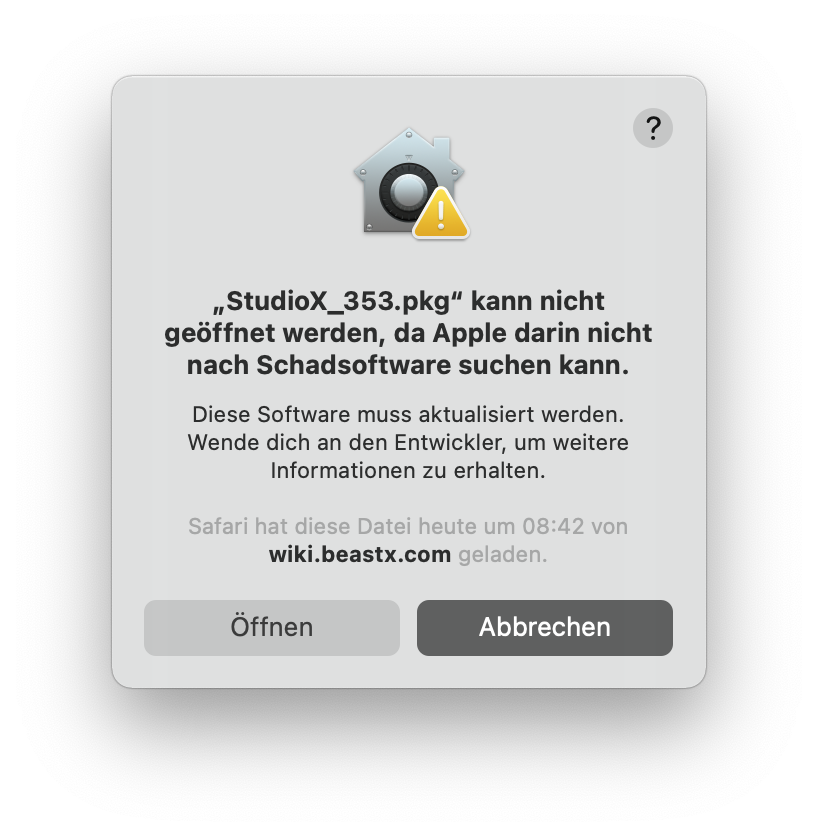 ?
„StudioX_353.pkg“ kann nicht
geöffnet werden, da Apple darin nicht
nach Schadsoftware suchen kann.
Diese Software muss aktualisiert werden.
Wende dich an den Entwickler, um weitere
Informationen zu erhalten.
Safari hat diese Datei heute um 08:42 von
wiki.beastx.com geladen.
Öffnen
Abbrechen